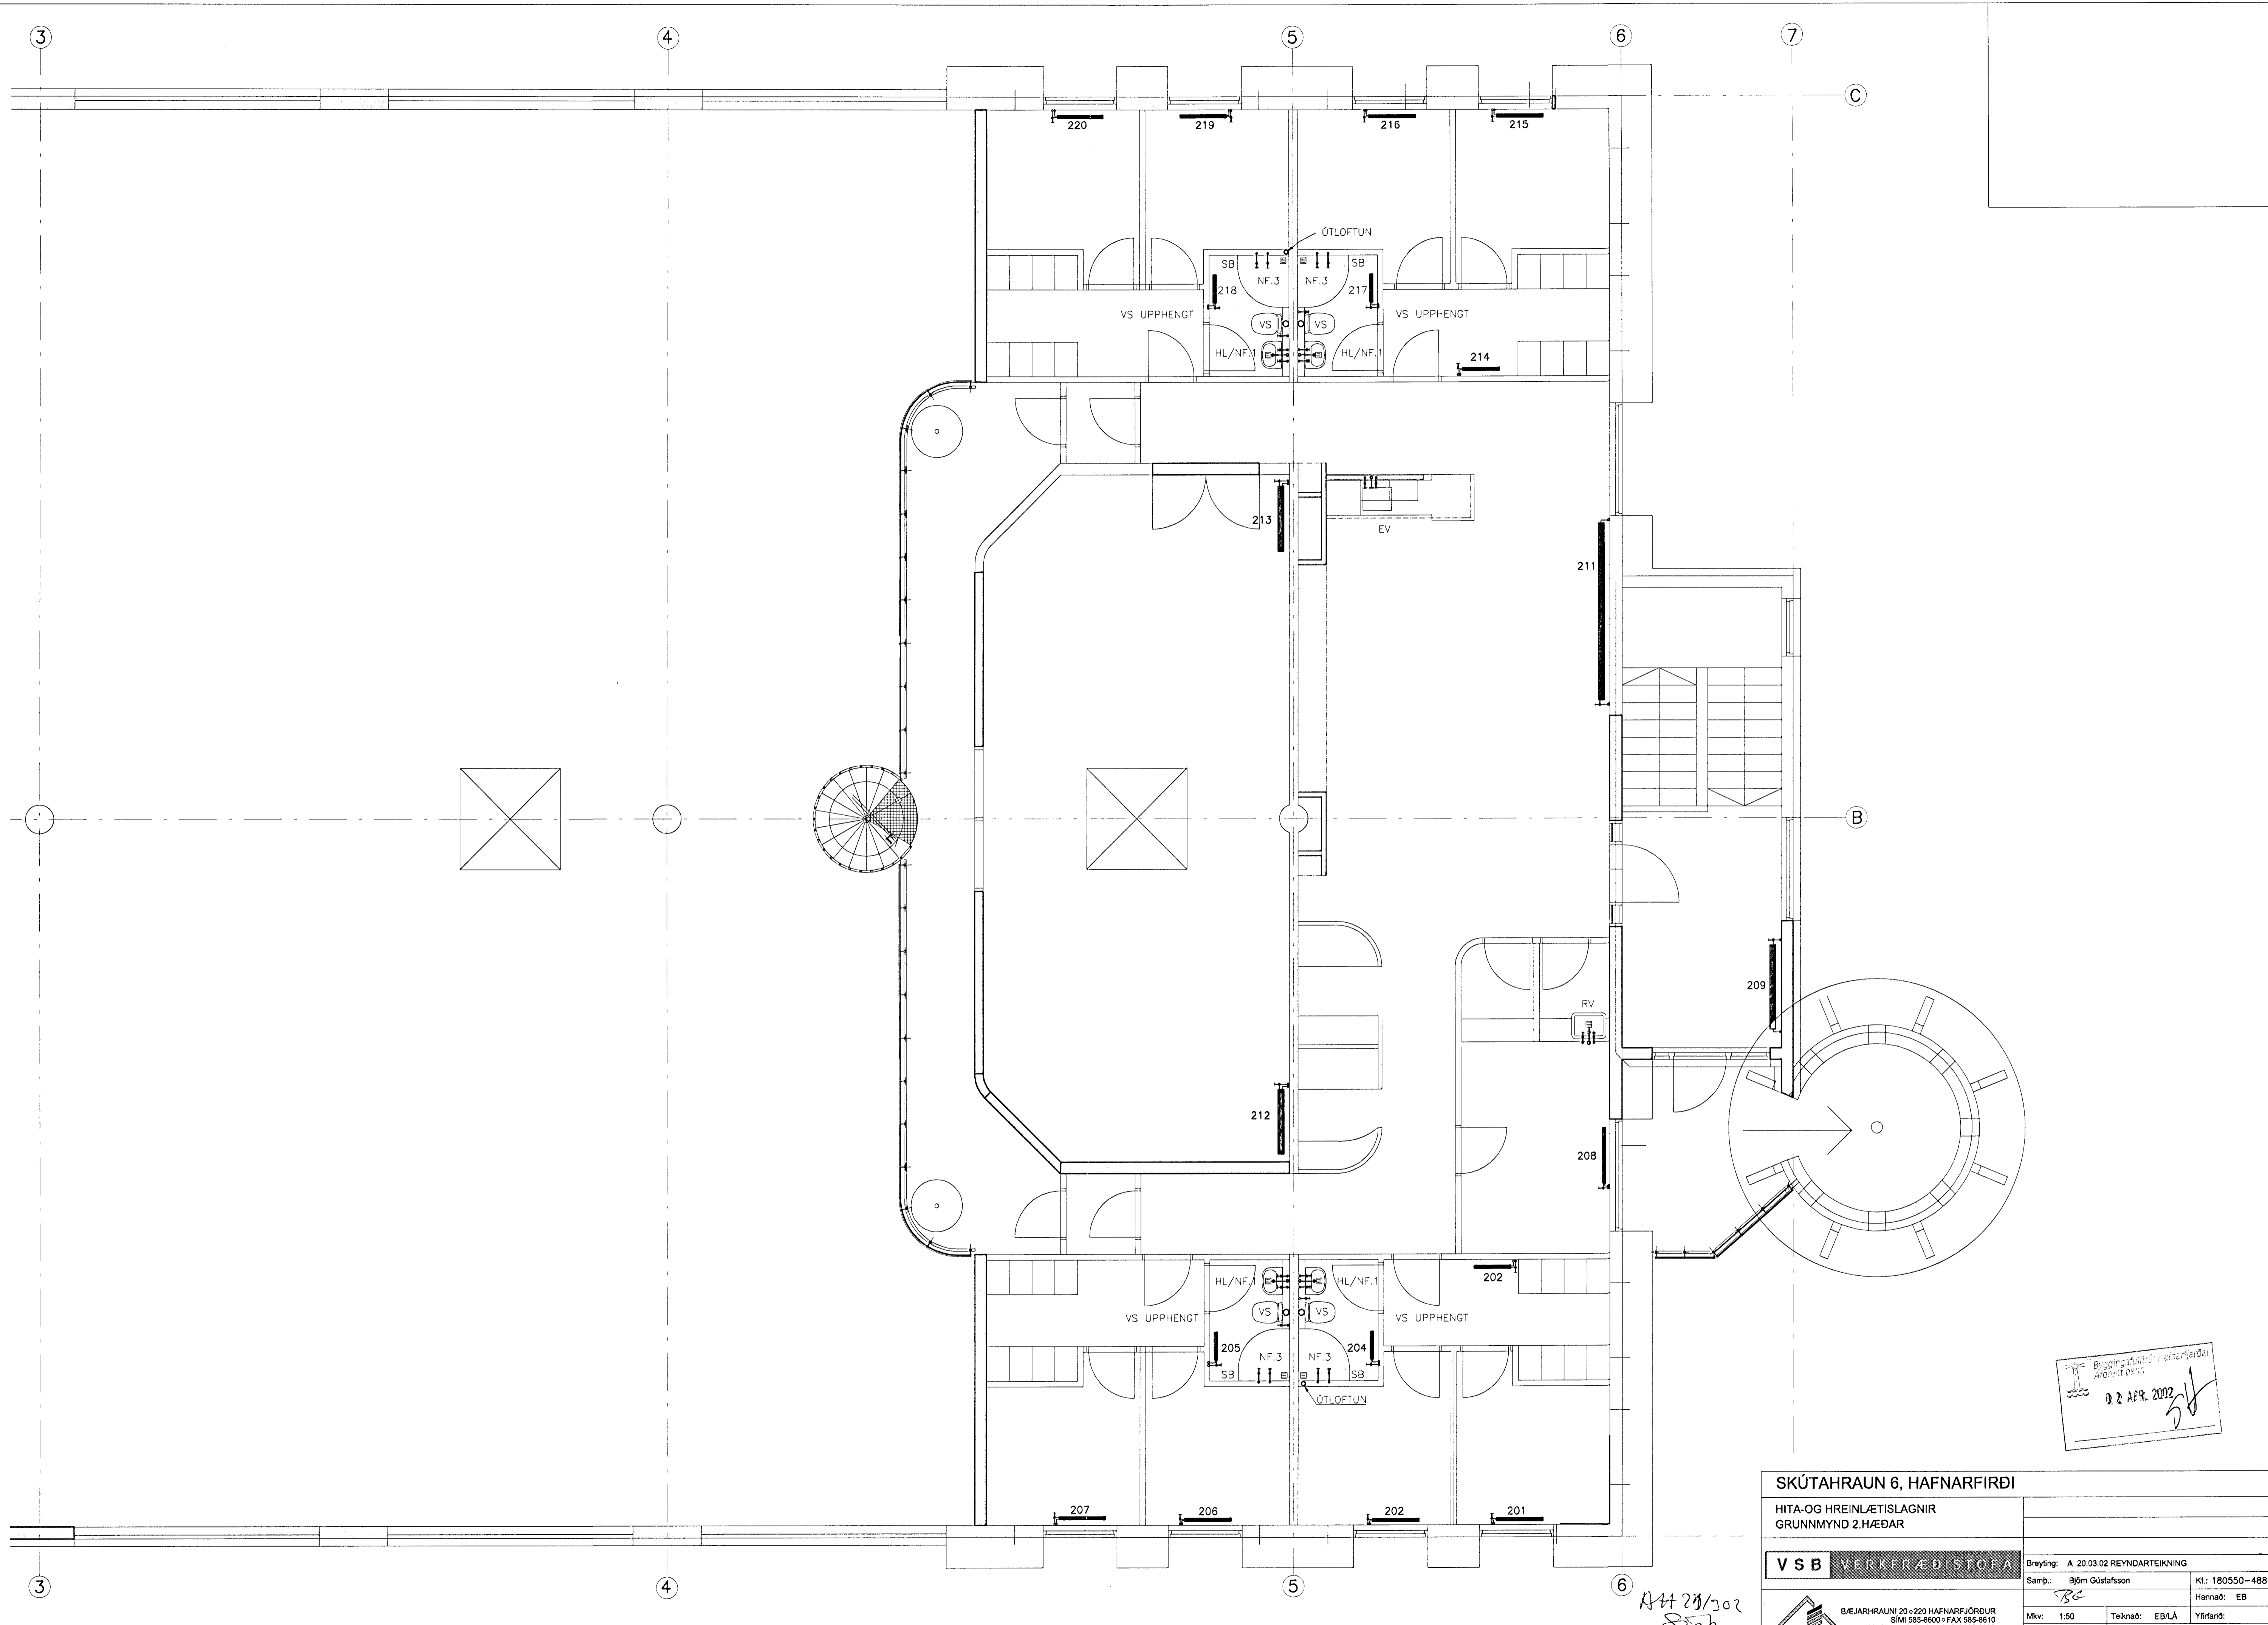 3 4 5 6 7
C
220 219 216 215
ÚTLOFTUN
SB SB
NF.3 NF.3
218 217
VS UPPHENGT VS VS VS UPPHENGT
HL/NF.1 HL/NF.1
214
213
EV
211
B
209
RV
212
208
HL/NF.1 HL/NF.1
202
VS UPPHENGT VS VS VS UPPHENGT
205 204
NF.3 NF.3
SB SB
ÚTLOFTUN
207 206 202 201
3 4 5 6
APR. 2002
SKÚTAHRAUN 6, HAFNARFIRÐI
HITA-OG HREINLÆTISLAGNIR
GRUNNMYND 2.HÆÐAR
VSB VERKFRÆÐISTOFA
Breyting: A 20.03.02 REYNDARTEIKNING
Samþ.: Björn Gústafsson Kt.: 180550-488
Hannað: EB
Mkv: 1:50 Teiknað: EB/LÁ Yfirfarið:
BÆJARHRAUNI 20 ○ 220 HAFNARFJÖRÐUR
SÍMI 585-8600 ○ FAX 585-8610